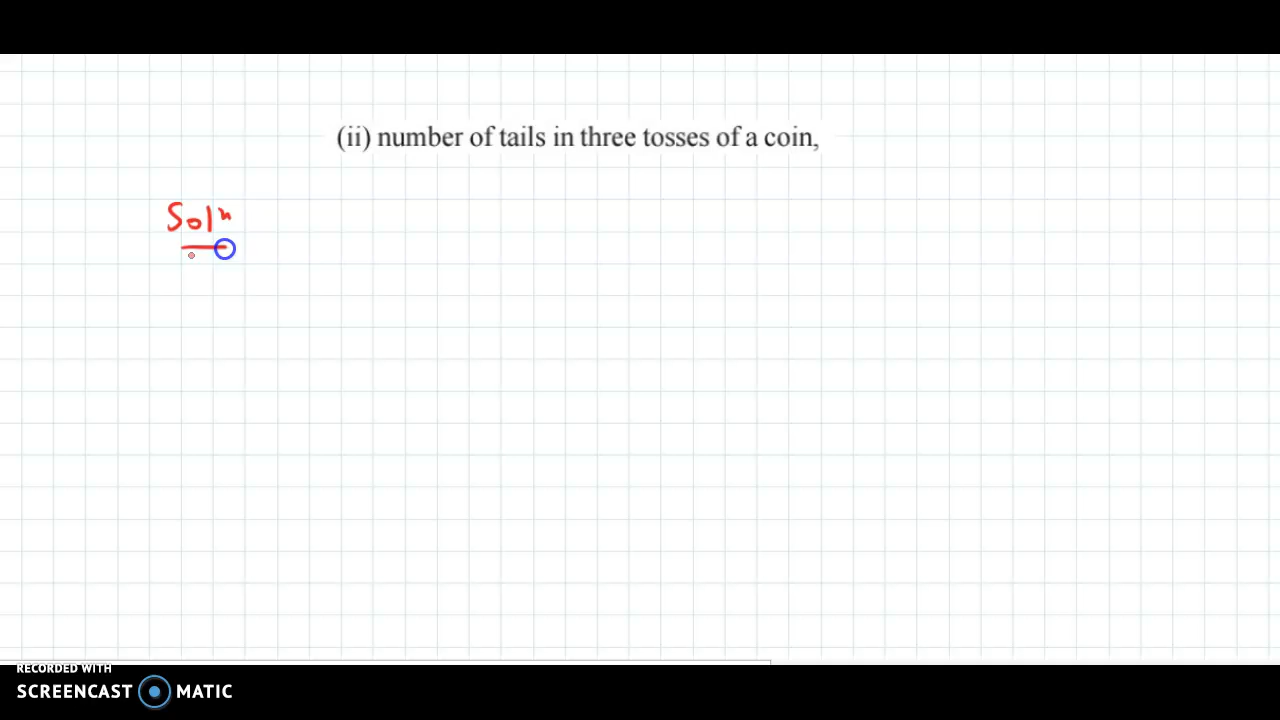 (ii) number of tails in three tosses of a coin,
Solⁿ
RECORDED WITH
SCREENCAST MATIC